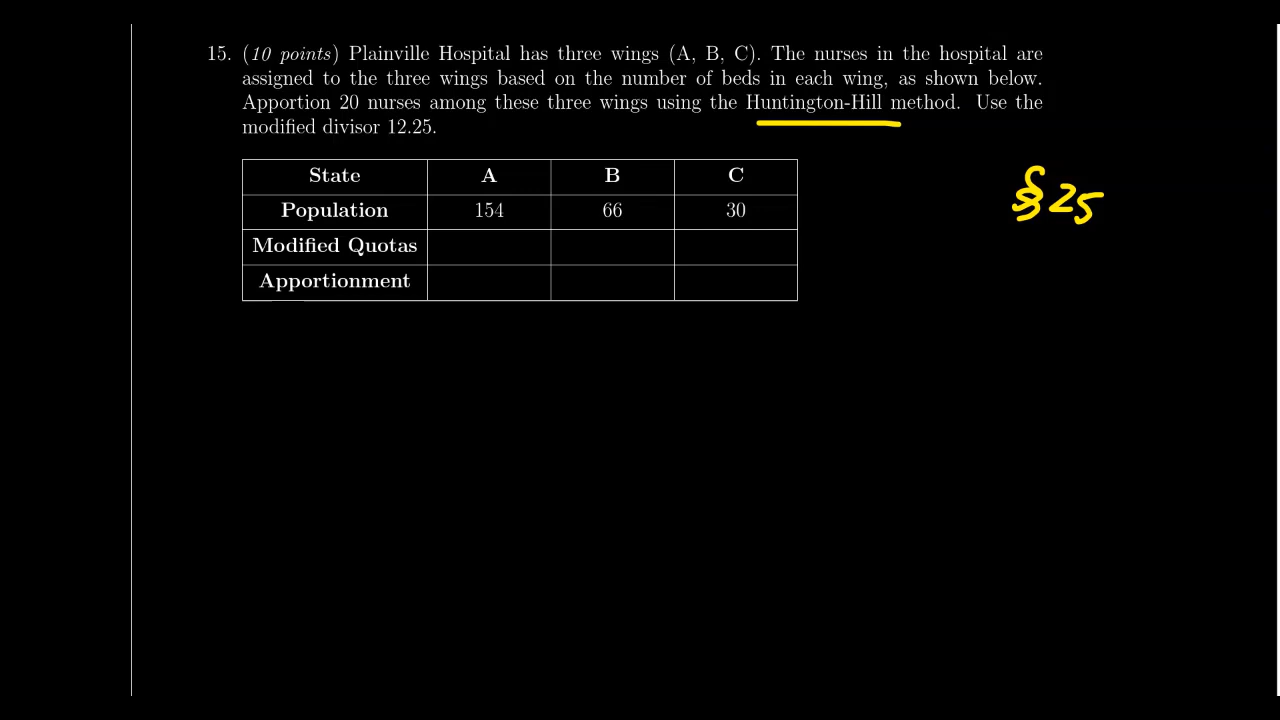 15. (10 points) Plainville Hospital has three wings (A, B, C). The nurses in the hospital are
assigned to the three wings based on the number of beds in each wing, as shown below.
Apportion 20 nurses among these three wings using the Huntington-Hill method. Use the
modified divisor 12.25.
State A B C
§25
Population 154 66 30
Modified Quotas
Apportionment